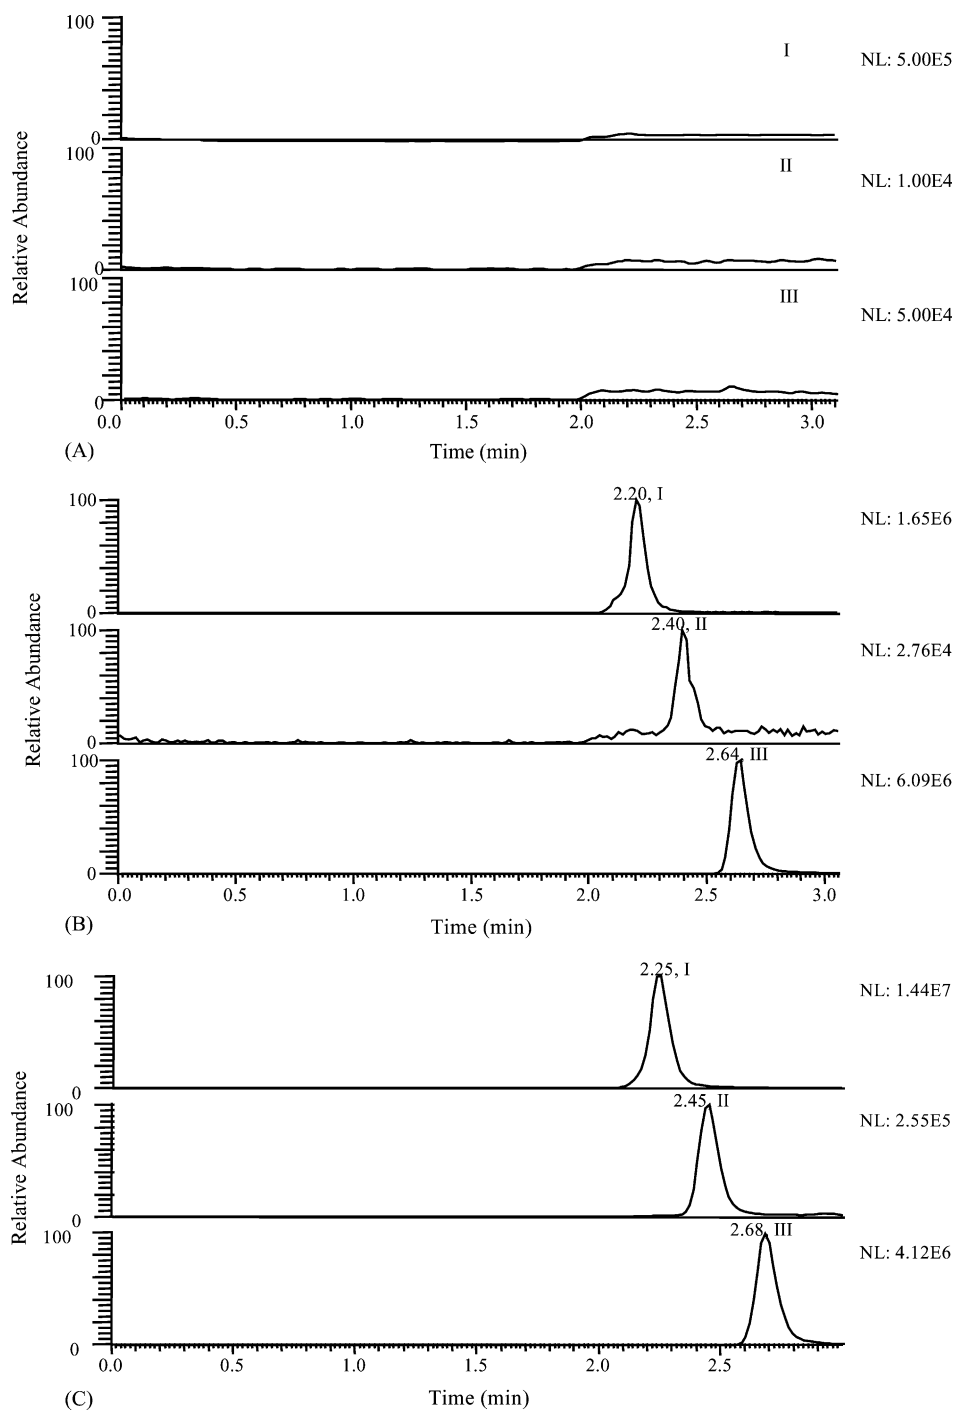 100
I
NL: 5.00E5
0
100
II
NL: 1.00E4
0
100
III
NL: 5.00E4
0
Relative Abundance
0.0 0.5 1.0 1.5 2.0 2.5 3.0
(A) Time (min)
2.20, I
100
NL: 1.65E6
0
2.40, II
100
NL: 2.76E4
0
2.64, III
100
NL: 6.09E6
0
Relative Abundance
0.0 0.5 1.0 1.5 2.0 2.5 3.0
(B) Time (min)
2.25, I
100
NL: 1.44E7
0
2.45, II
100
NL: 2.55E5
0
2.68, III
100
NL: 4.12E6
0
Relative Abundance
0.0 0.5 1.0 1.5 2.0 2.5
(C) Time (min)